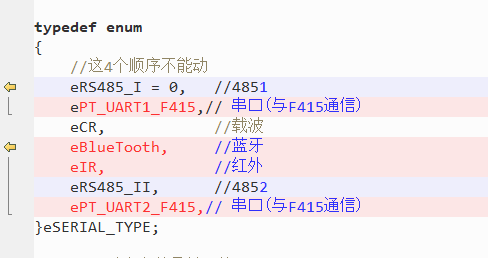 typedef enum
{
//这4个顺序不能动
eRS485_I = 0, //4851
ePT_UART1_F415,// 串口(与F415通信)
eCR, //载波
eBlueTooth, //蓝牙
eIR, //红外
eRS485_II, //4852
ePT_UART2_F415,// 串口(与F415通信)
}eSERIAL_TYPE;